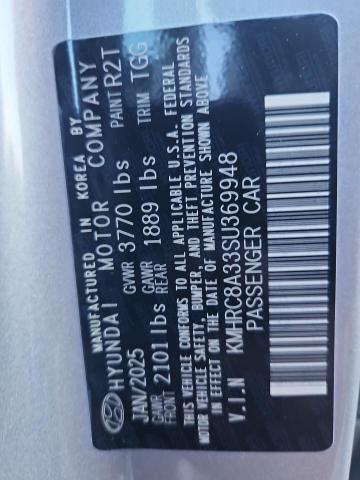 MANUFACTURED IN KOREA BY
HYUNDAI MOTOR COMPANY
JAN/2025 GVWR 3770 lbs PAINT R2T
GAWR FRONT 2101 lbs GAWR REAR 1889 lbs TRIM TGG
THIS VEHICLE CONFORMS TO ALL APPLICABLE U.S.A. FEDERAL
MOTOR VEHICLE SAFETY, BUMPER, AND THEFT PREVENTION STANDARDS
IN EFFECT ON THE DATE OF MANUFACTURE SHOWN ABOVE
V.I.N KMHRC8A33SU369948
PASSENGER CAR